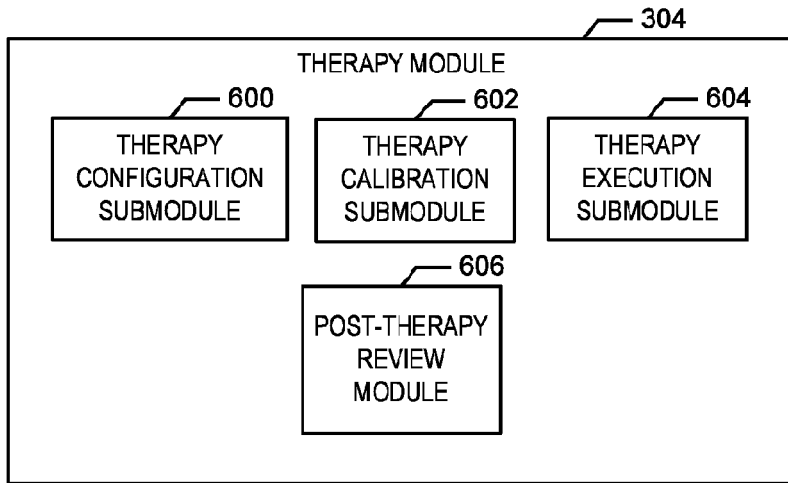 304
THERAPY MODULE
600
THERAPY
CONFIGURATION
SUBMODULE
602
THERAPY
CALIBRATION
SUBMODULE
604
THERAPY
EXECUTION
SUBMODULE
606
POST-THERAPY
REVIEW
MODULE